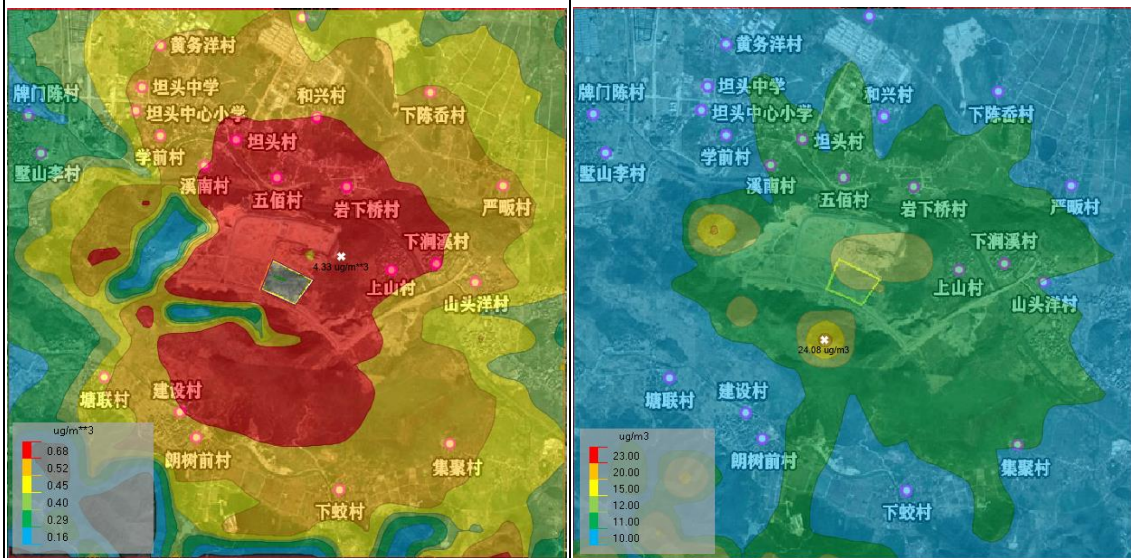 黄务洋村
坦头中学
牌门陈村
和兴村
下陈岙村
坦头中心小学
坦头村
学前村
墅山李村
溪南村
五佰村
岩下桥村
严畈村
下涧溪村
4.33 ug/m**3
上山村
山头洋村
建设村
塘联村
ug/m**3
0.68
0.52
0.45
0.40
0.29
0.16
朗树前村
集聚村
下蛟村
黄务洋村
坦头中学
牌门陈村
和兴村
下陈岙村
坦头中心小学
坦头村
学前村
墅山李村
溪南村
五佰村
岩下桥村
严畈村
下涧溪村
上山村
山头洋村
24.08 ug/m3
建设村
塘联村
ug/m3
23.00
20.00
15.00
12.00
11.00
10.00
朗树前村
集聚村
下蛟村